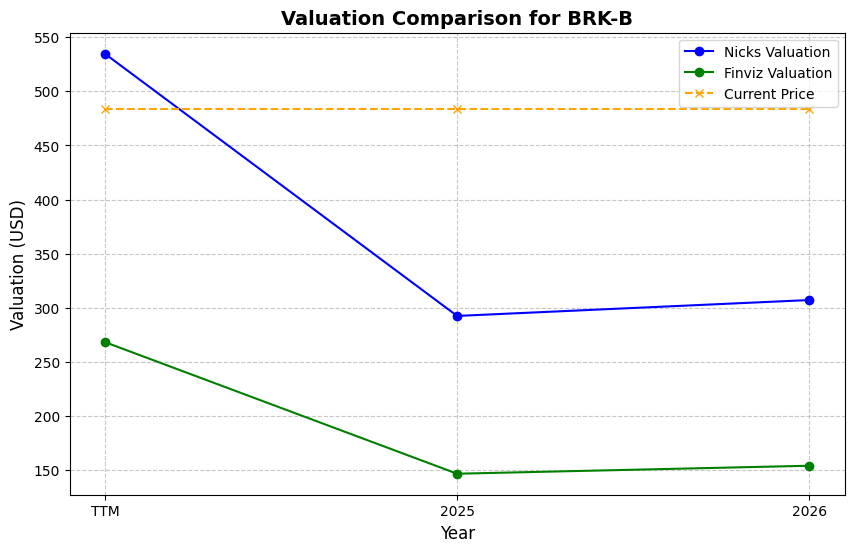 Valuation Comparison for BRK-B
Nicks Valuation
Finviz Valuation
Current Price
Valuation (USD)
550
500
450
400
350
300
250
200
150
TTM
2025
2026
Year